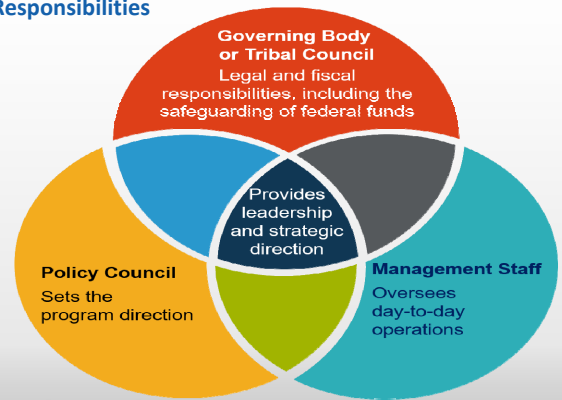 Responsibilities
Governing Body
or Tribal Council
Legal and fiscal
responsibilities, including the
safeguarding of federal funds
Provides
leadership
and strategic
direction
Policy Council
Sets the
program direction
Management Staff
Oversees
day-to-day
operations